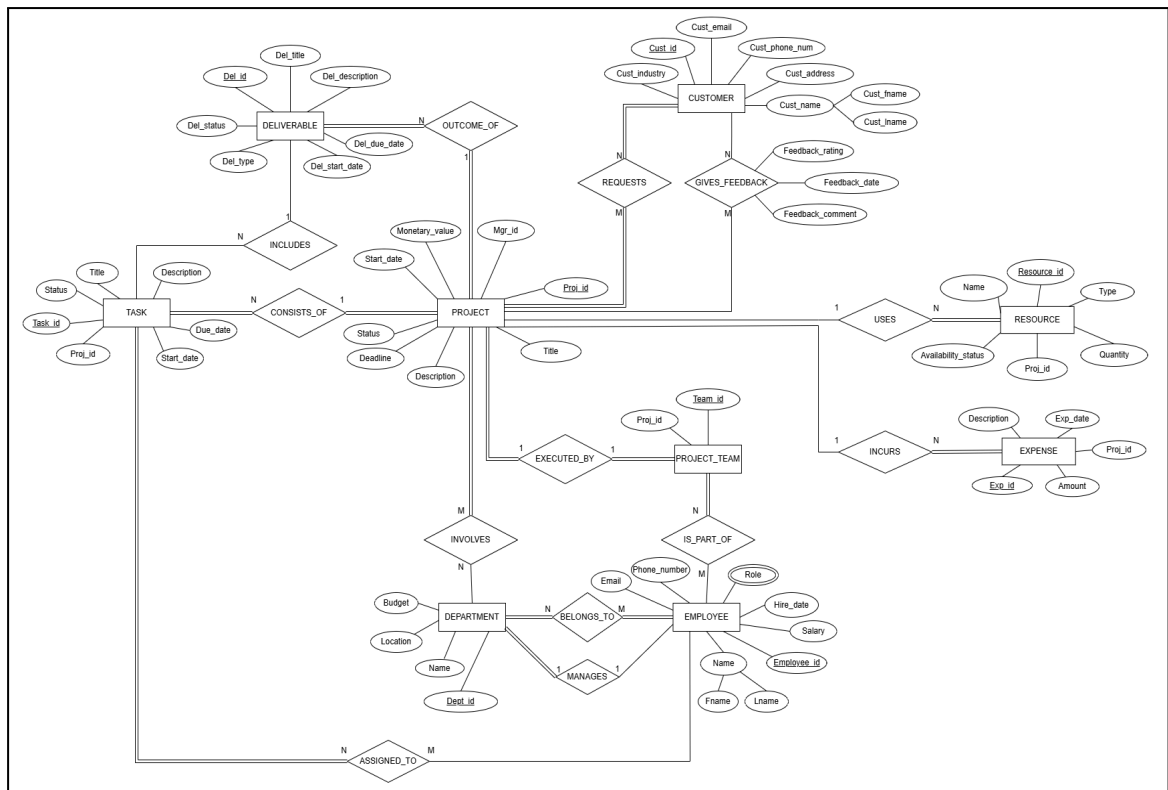 Cust_email
Cust_id
Cust_phone_num
Cust_industry
Cust_address
CUSTOMER
Cust_name
Cust_fname
Cust_lname
Del_title
Del_id
Del_description
Del_status
DELIVERABLE
N
OUTCOME_OF
1
Del_due_date
Del_type
Del_start_date
N
REQUESTS
M
N
GIVES_FEEDBACK
M
Feedback_rating
Feedback_date
Feedback_comment
1
N
INCLUDES
Monetary_value
Mgr_id
Start_date
Proj_id
PROJECT
Status
Deadline
Description
Title
Title
Description
Status
TASK
Task_id
Due_date
Proj_id
Start_date
N
CONSISTS_OF
1
1
USES
N
Resource_id
Name
Type
RESOURCE
Availability_status
Quantity
Proj_id
1
INCURS
N
Description
Exp_date
EXPENSE
Proj_id
Exp_id
Amount
Team_id
Proj_id
1
EXECUTED_BY
1
PROJECT_TEAM
M
INVOLVES
N
N
IS_PART_OF
M
Phone_number
Role
Email
Hire_date
EMPLOYEE
Salary
Employee_id
Name
Fname
Lname
Budget
DEPARTMENT
Location
Name
Dept_id
N
BELONGS_TO
M
1
MANAGES
1
N
ASSIGNED_TO
M